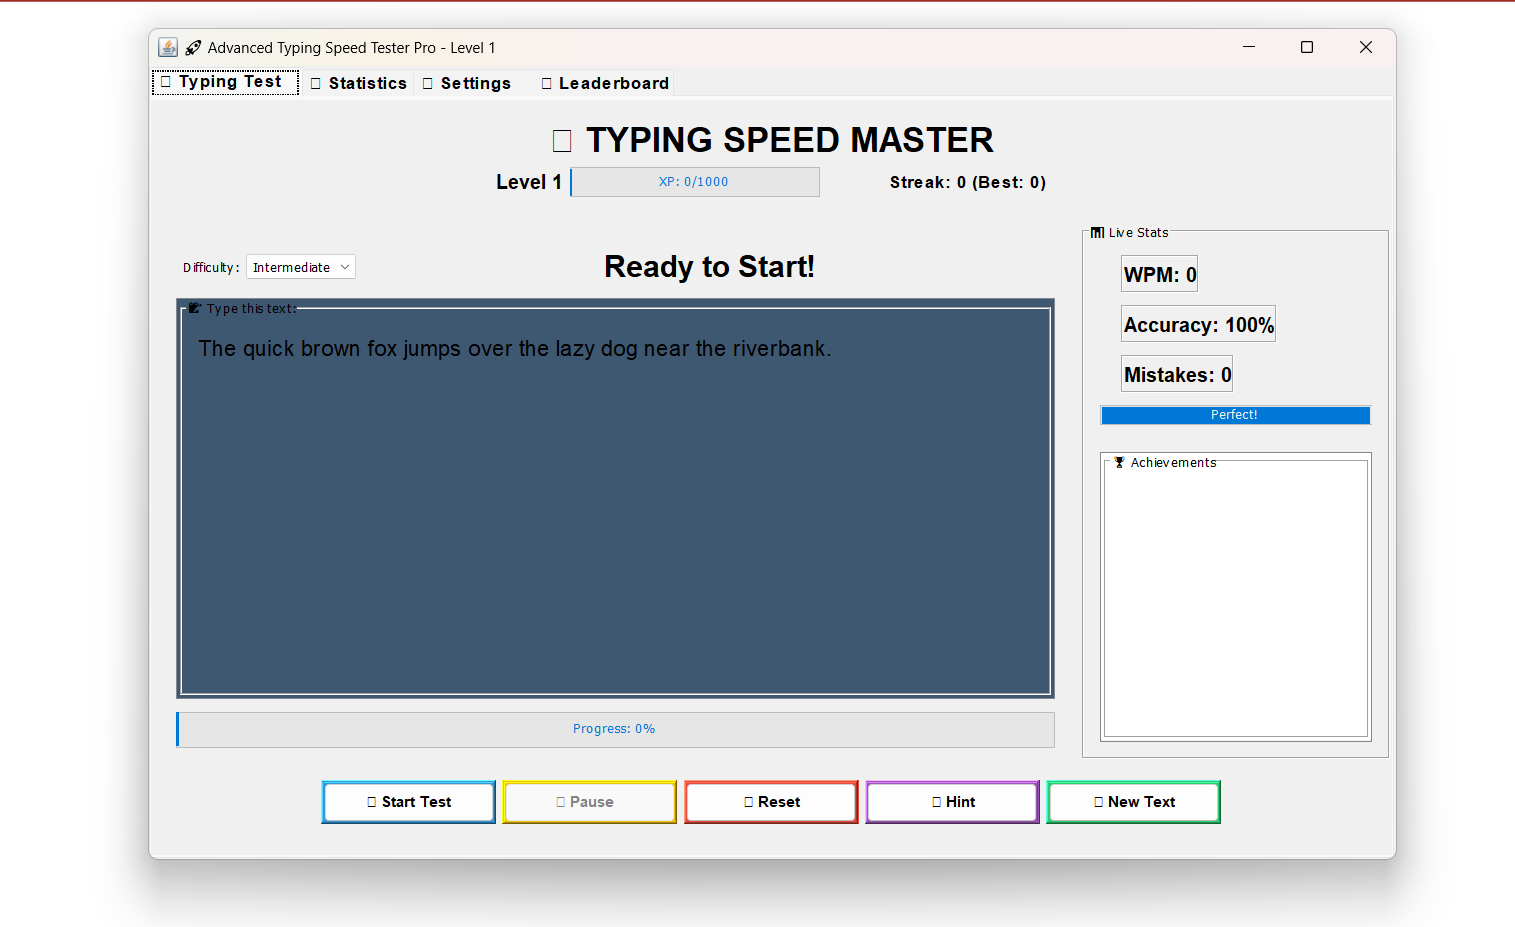 Advanced Typing Speed Tester Pro - Level 1
Typing Test Statistics Settings Leaderboard
TYPING SPEED MASTER
Level 1 XP: 0/1000 Streak: 0 (Best: 0)
Difficulty: Intermediate
Ready to Start!
Type this text:
The quick brown fox jumps over the lazy dog near the riverbank.
Progress: 0%
Live Stats
WPM: 0
Accuracy: 100%
Mistakes: 0
Perfect!
Achievements
Start Test Pause Reset Hint New Text